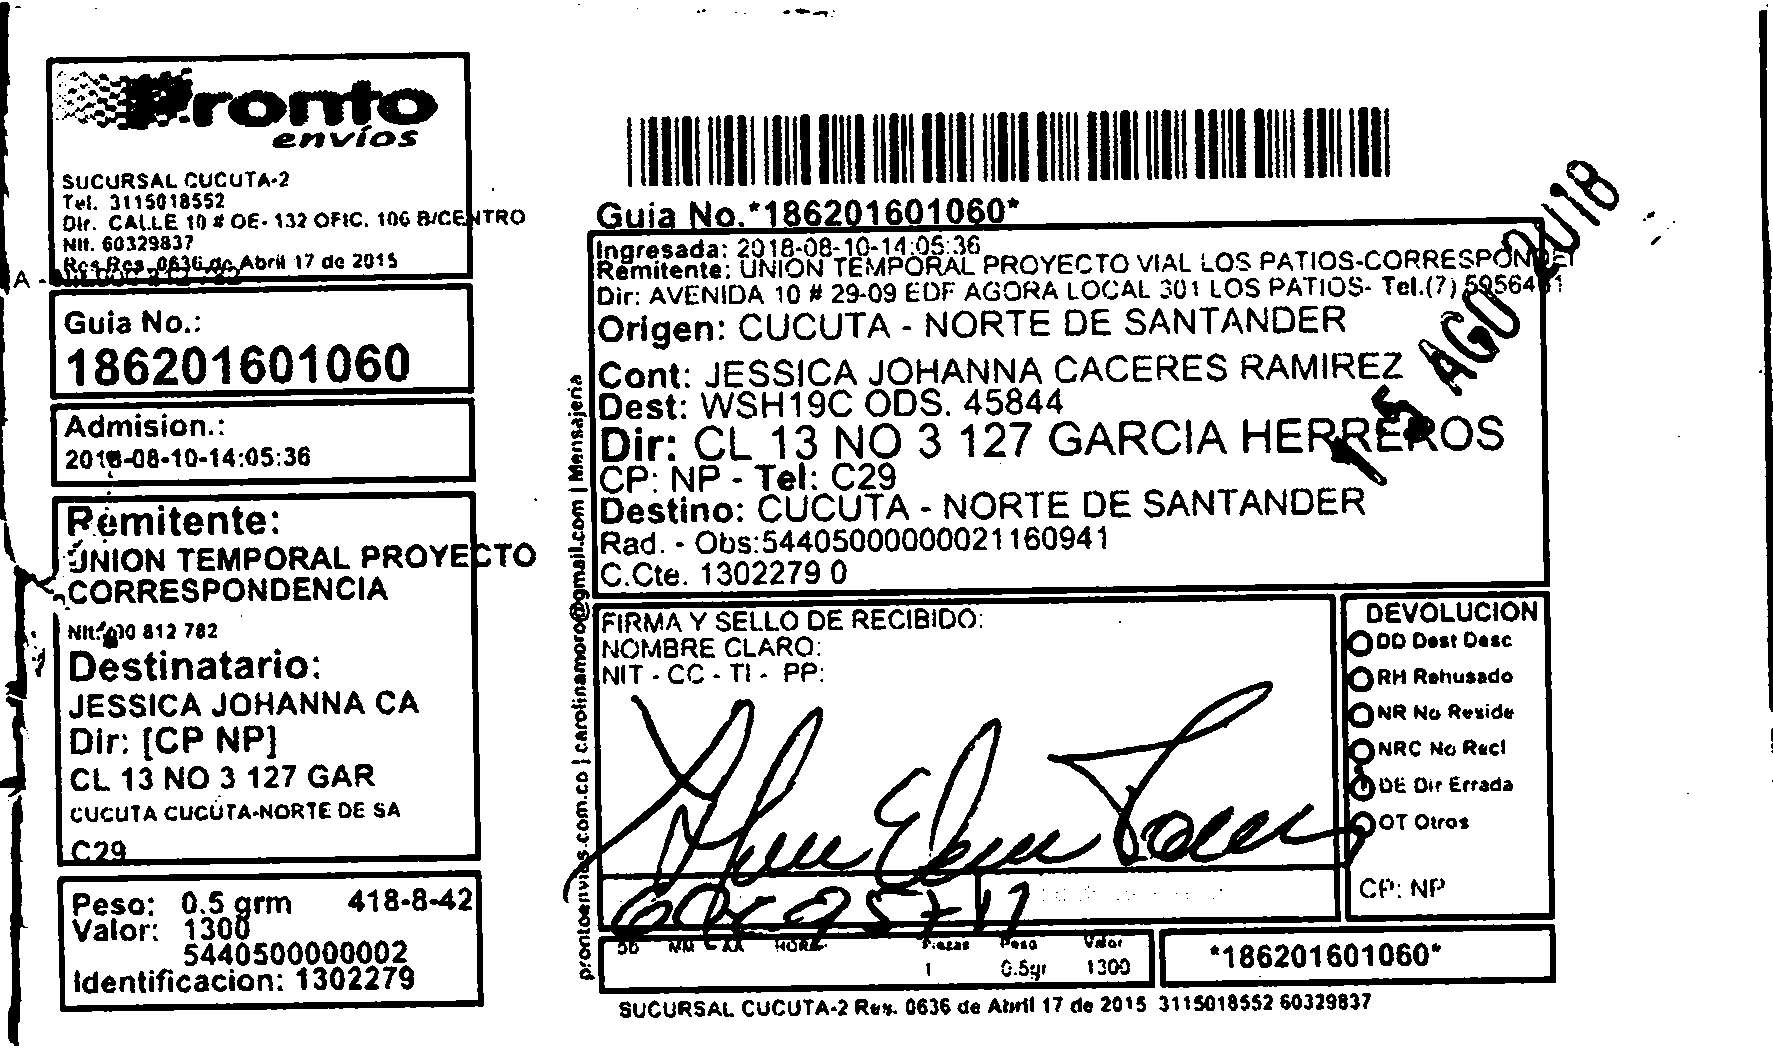 Pronto
envíos
SUCURSAL CUCUTA-2
Tel. 3115018552
Dir. CALLE 10 # OE- 132 OFIC. 106 B/CENTRO
Nit. 60329837
Res Res. 0636 de Abril 17 de 2015
Guia No.:
186201601060
Admision.:
2018-08-10-14:05:36
Remitente:
UNION TEMPORAL PROYECTO
CORRESPONDENCIA
Nit: 812 782
Destinatario:
JESSICA JOHANNA CA
Dir: [CP NP]
CL 13 NO 3 127 GAR
CUCUTA CUCUTA-NORTE DE SA
C29
Peso: 0.5 grm 418-8-42
Valor: 1300
5440500000002
Identificacion: 1302279
prontoenvios.com.co | carolinamoro@gmail.com | Mensajeria
Guia No.*186201601060*
Ingresada: 2018-08-10-14:05:36
Remitente: UNION TEMPORAL PROYECTO VIAL LOS PATIOS-CORRESPONDE
Dir: AVENIDA 10 # 29-09 EDF AGORA LOCAL 301 LOS PATIOS- Tel.(7)
Origen: CUCUTA - NORTE DE SANTANDER
Cont: JESSICA JOHANNA CACERES RAMIREZ
Dest: WSH19C ODS. 45844
Dir: CL 13 NO 3 127 GARCIA HERREROS
CP: NP - Tel: C29
Destino: CUCUTA - NORTE DE SANTANDER
Rad. - Obs:54405000000021160941
C.Cte. 1302279 0
15 AGO 2018
FIRMA Y SELLO DE RECIBIDO:
NOMBRE CLARO:
NIT - CC - TI - PP:
DEVOLUCION
DD Dest Desc
RH Rehusado
NR No Reside
NRC No Recl
DE Dir Errada
OT Otros
CP: NP
DD MM HORA Piezas Peso Valor
1 0.5gr 1300
*186201601060*
SUCURSAL CUCUTA-2 Res. 0636 de Abril 17 de 2015 3115018552 60329837